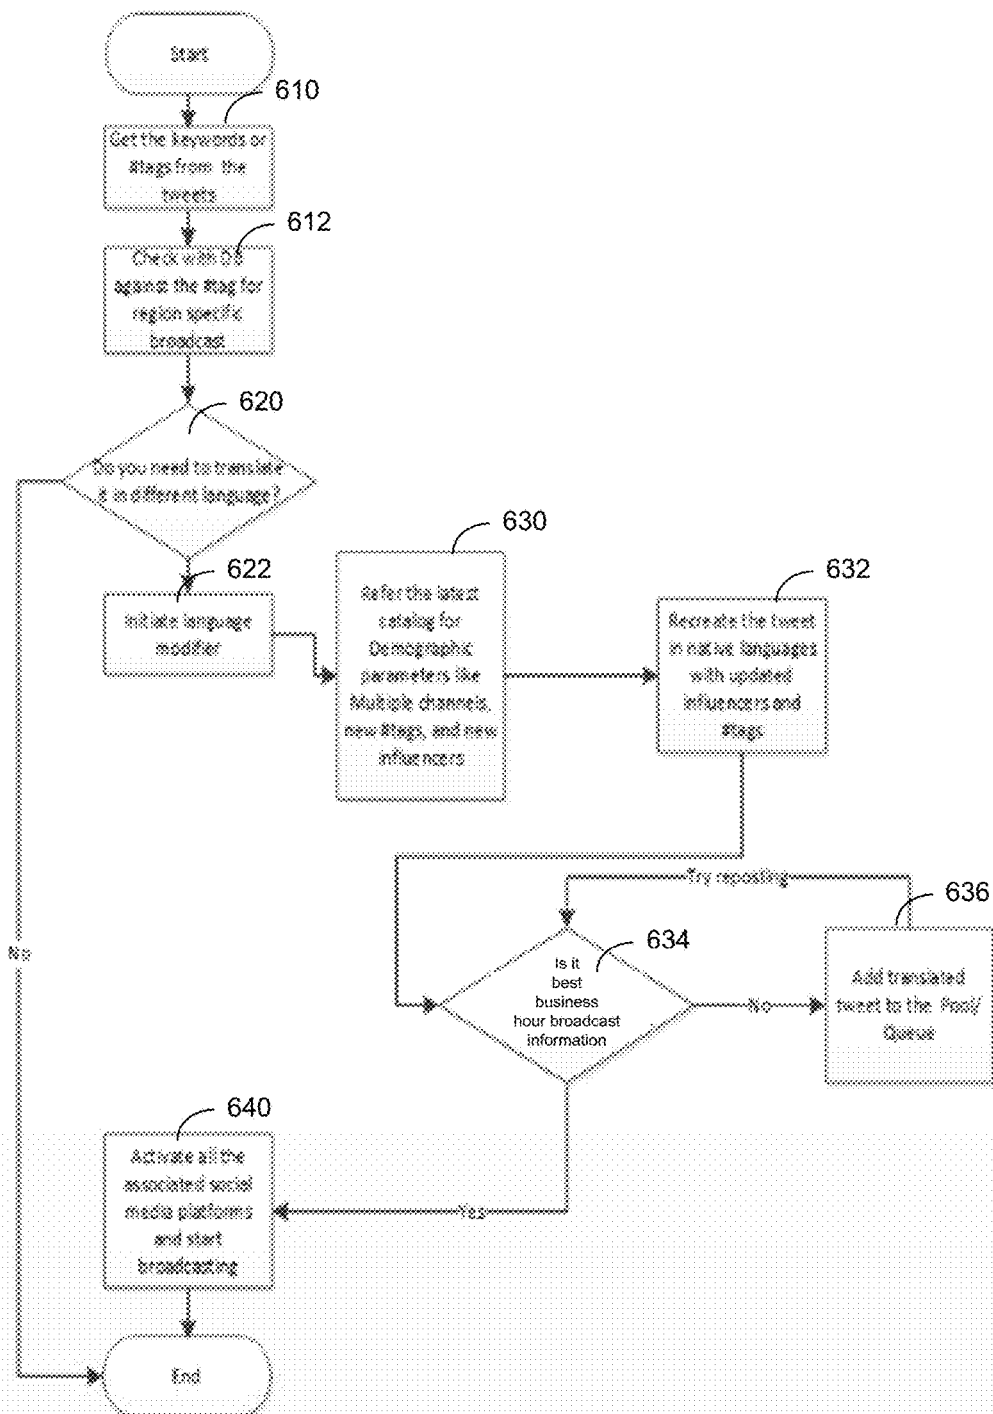 Start
610
Get the keywords or
#tags from the
tweets
612
Check with DB
against the #tag for
region specific
broadcast
620
Do you need to translate
it in different language?
622
Initiate language
modifier
630
Refer the latest
catalog for
Demographic
parameters like
Multiple channels,
new #tags, and new
influencers
632
Recreate the tweet
in native languages
with updated
influencers and
#tags
Try reposting
636
634
Is it
best
business
hour broadcast
information
No
No
Add translated
tweet to the Pool/
Queue
640
Activate all the
associated social
media platforms
and start
broadcasting
Yes
End